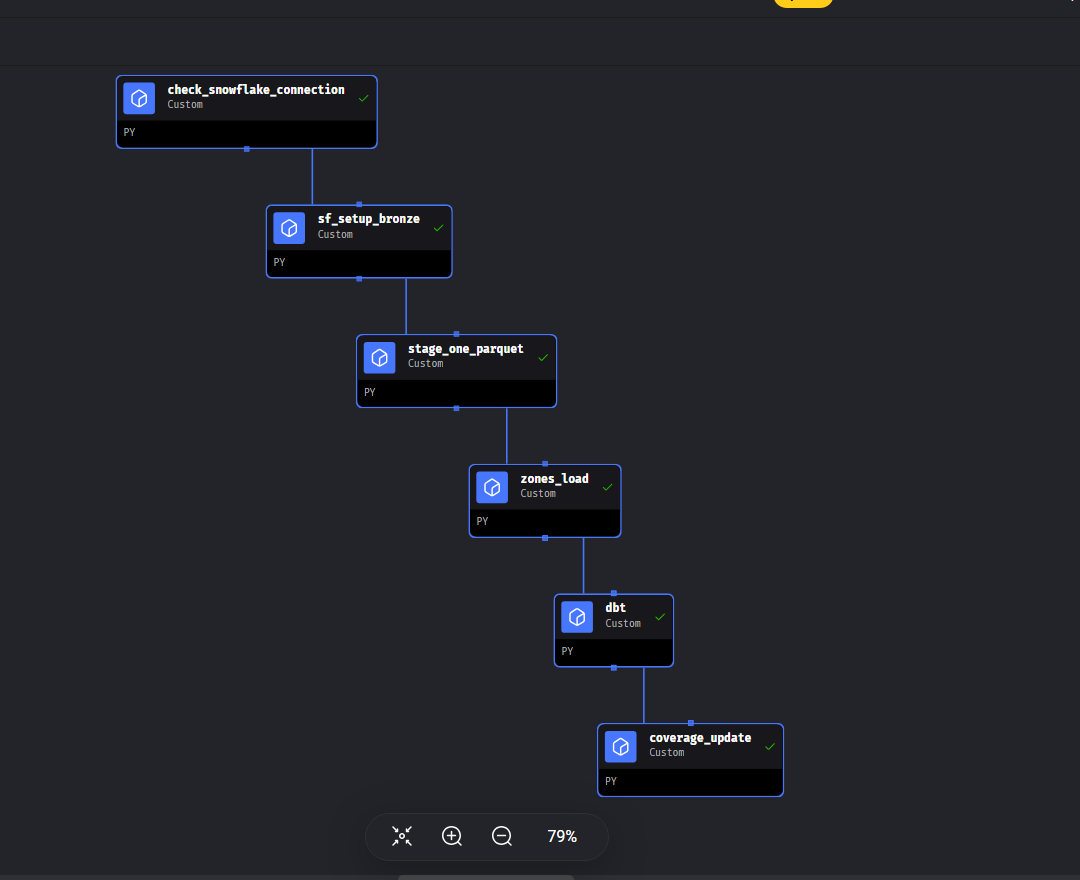 check_snowflake_connection
Custom
PY
sf_setup_bronze
Custom
PY
stage_one_parquet
Custom
PY
zones_load
Custom
PY
dbt
Custom
PY
coverage_update
Custom
PY
79%